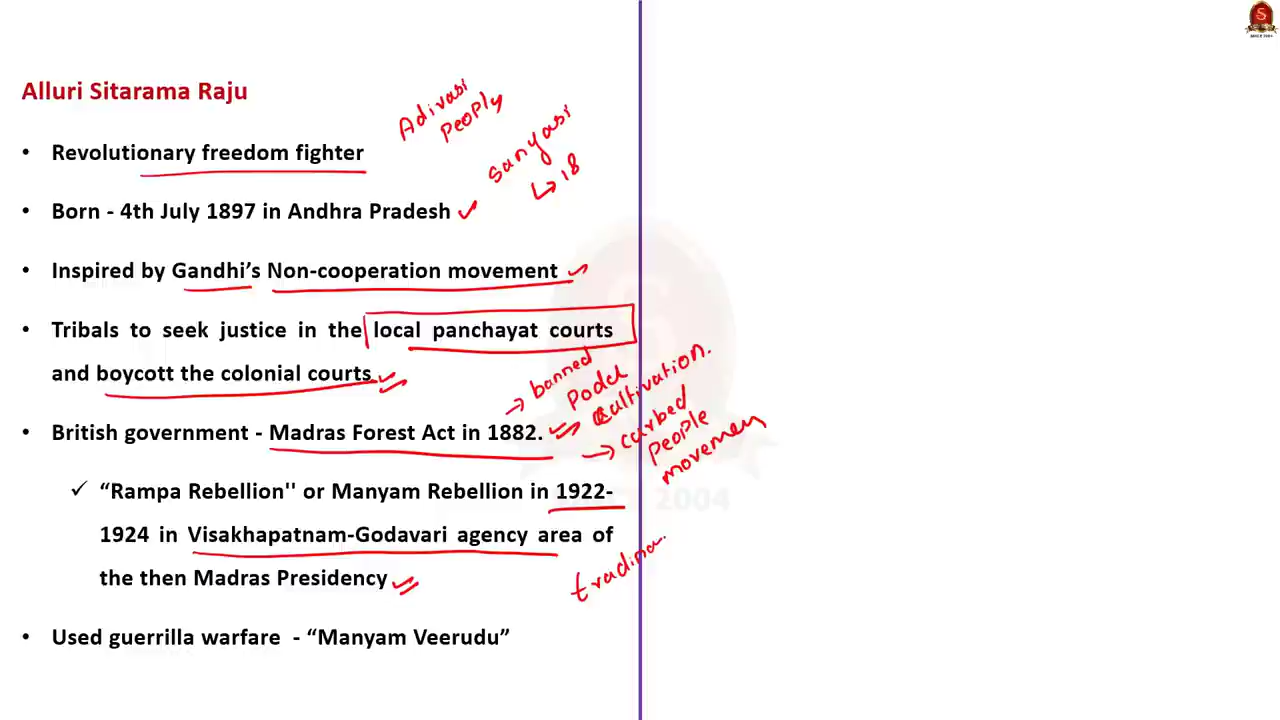 Alluri Sitarama Raju
Adivasi
people
• Revolutionary freedom fighter
Sanyasi
↳ 18
• Born - 4th July 1897 in Andhra Pradesh
• Inspired by Gandhi’s Non-cooperation movement
• Tribals to seek justice in the local panchayat courts
and boycott the colonial courts.
→ banned
Podu
cultivation.
• British government - Madras Forest Act in 1882.
→ curbed
people
movement
✓ “Rampa Rebellion'' or Manyam Rebellion in 1922-
1924 in Visakhapatnam-Godavari agency area of
the then Madras Presidency
• Used guerrilla warfare - “Manyam Veerudu”
S
SINCE 2004
2004